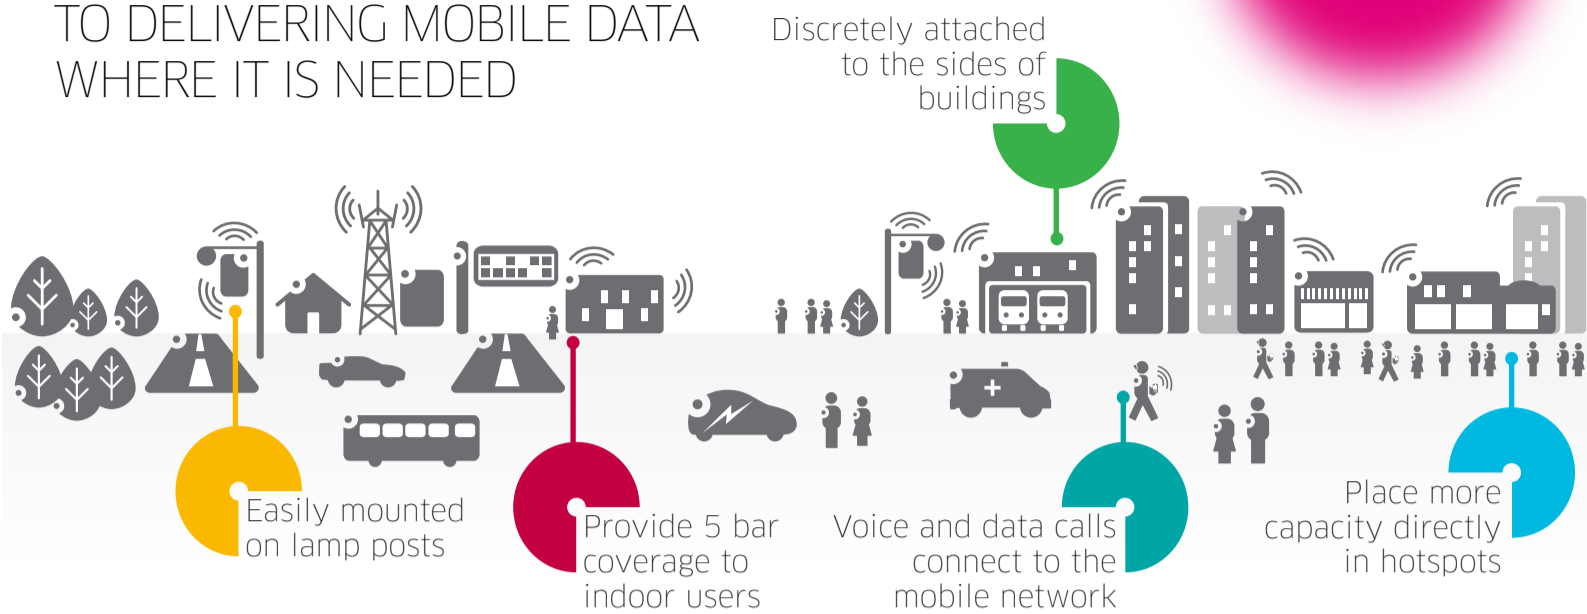 TO DELIVERING MOBILE DATA
WHERE IT IS NEEDED
Discretely attached
to the sides of
buildings
Easily mounted
on lamp posts
Provide 5 bar
coverage to
indoor users
Voice and data calls
connect to the
mobile network
Place more
capacity directly
in hotspots